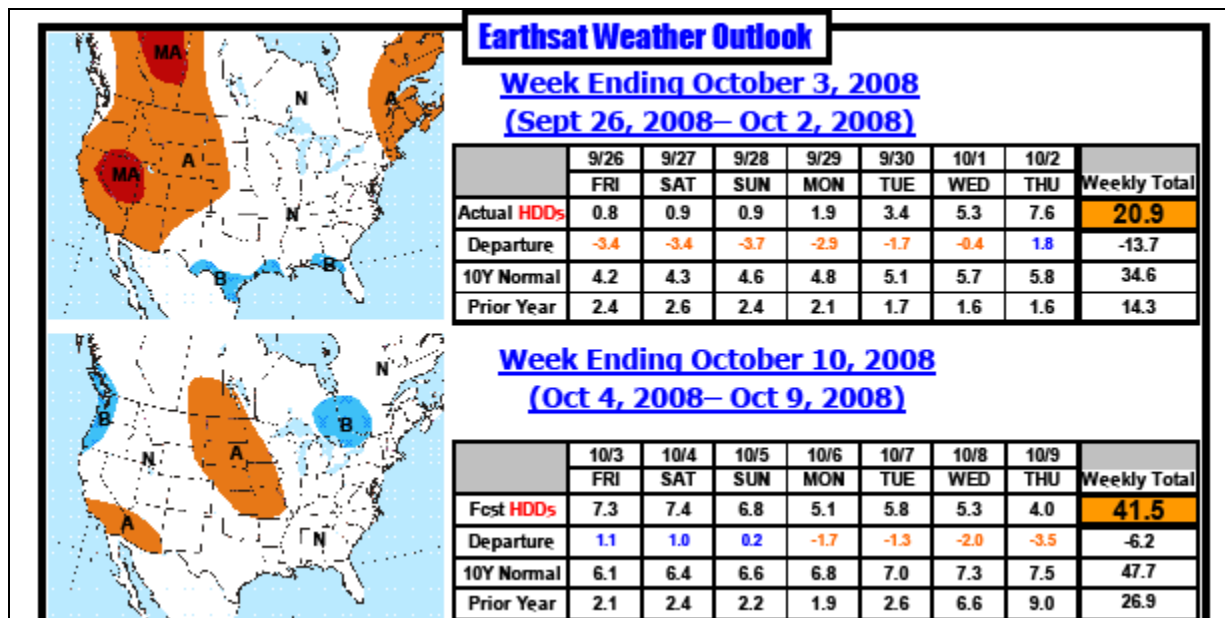 Earthsat Weather Outlook
Week Ending October 3, 2008
(Sept 26, 2008– Oct 2, 2008)
MA
N
A
A
MA
N
B
B
9/26 9/27 9/28 9/29 9/30 10/1 10/2
FRI SAT SUN MON TUE WED THU Weekly Total
Actual HDDs 0.8 0.9 0.9 1.9 3.4 5.3 7.6 20.9
Departure -3.4 -3.4 -3.7 -2.9 -1.7 -0.4 1.8 -13.7
10Y Normal 4.2 4.3 4.6 4.8 5.1 5.7 5.8 34.6
Prior Year 2.4 2.6 2.4 2.1 1.7 1.6 1.6 14.3
Week Ending October 10, 2008
(Oct 4, 2008– Oct 9, 2008)
N
B
B
N
A
A
N
10/3 10/4 10/5 10/6 10/7 10/8 10/9
FRI SAT SUN MON TUE WED THU Weekly Total
Fcst HDDs 7.3 7.4 6.8 5.1 5.8 5.3 4.0 41.5
Departure 1.1 1.0 0.2 -1.7 -1.3 -2.0 -3.5 -6.2
10Y Normal 6.1 6.4 6.6 6.8 7.0 7.3 7.5 47.7
Prior Year 2.1 2.4 2.2 1.9 2.6 6.6 9.0 26.9